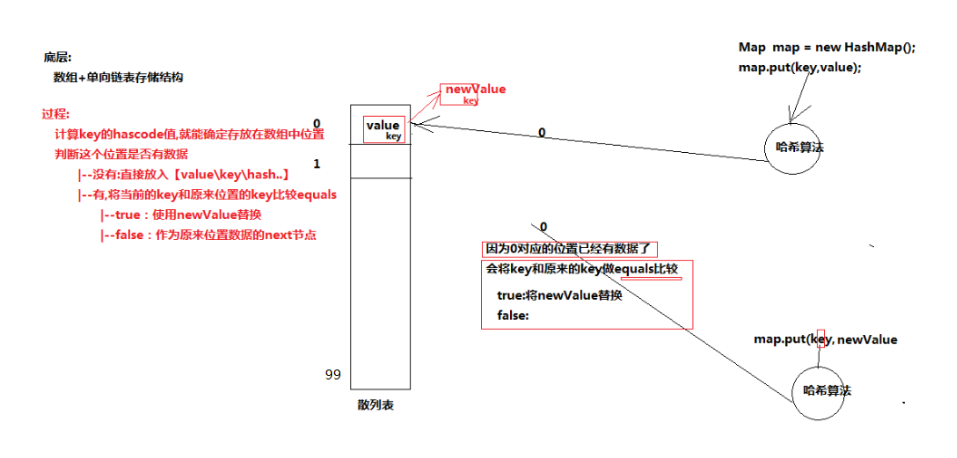 底层:
数组+单向链表存储结构
过程:
计算key的hascode值,就能确定存放在数组中位置
判断这个位置是否有数据
|--没有:直接放入【value\key\hash..】
|--有,将当前的key和原来位置的key比较equals
|--true：使用newValue替换
|--false：作为原来位置数据的next节点
0
1
99
value
key
newValue
key
散列表
0
Map map = new HashMap();
map.put(key,value);
哈希算法
0
因为0对应的位置已经有数据了
会将key和原来的key做equals比较
true:将newValue替换
false:
map.put(key, newValue
哈希算法